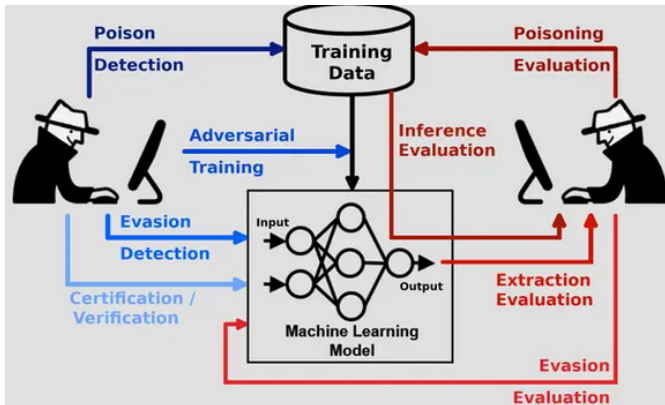 Poison
Detection
Training
Data
Poisoning
Evaluation
Adversarial
Training
Inference
Evaluation
Evasion
Detection
Certification /
Verification
Input
Output
Machine Learning
Model
Extraction
Evaluation
Evasion
Evaluation